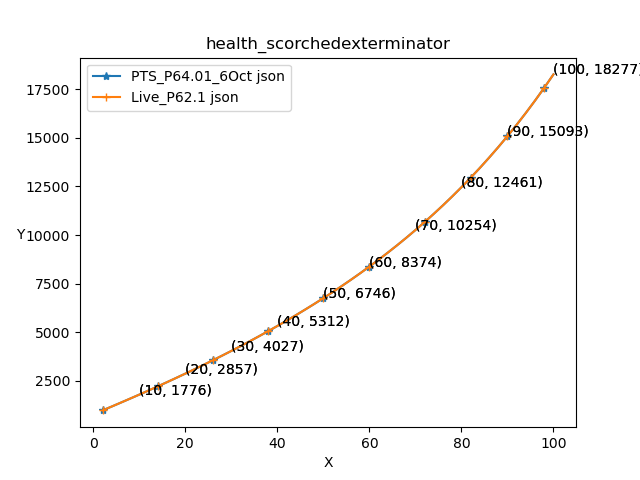 health_scorchedexterminator
PTS_P64.01_6Oct json
Live_P62.1 json
(100, 18277)
(90, 15093)
(80, 12461)
(70, 10254)
(60, 8374)
(50, 6746)
(40, 5312)
(30, 4027)
(20, 2857)
(10, 1776)
Y
17500
15000
12500
10000
7500
5000
2500
0 20 40 60 80 100
X